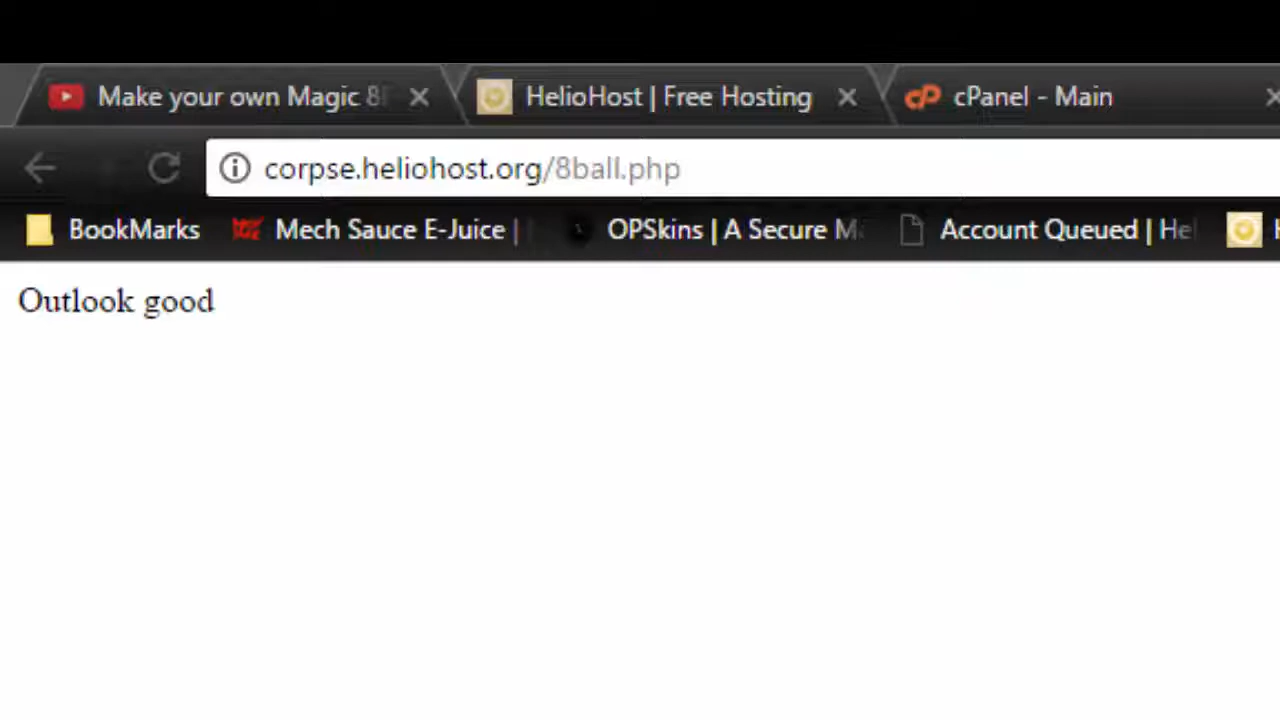 Make your own Magic 8
HelioHost | Free Hosting
cPanel - Main
corpse.heliohost.org/8ball.php
BookMarks
Mech Sauce E-Juice |
OPSkins | A Secure M
Account Queued | He
Outlook good